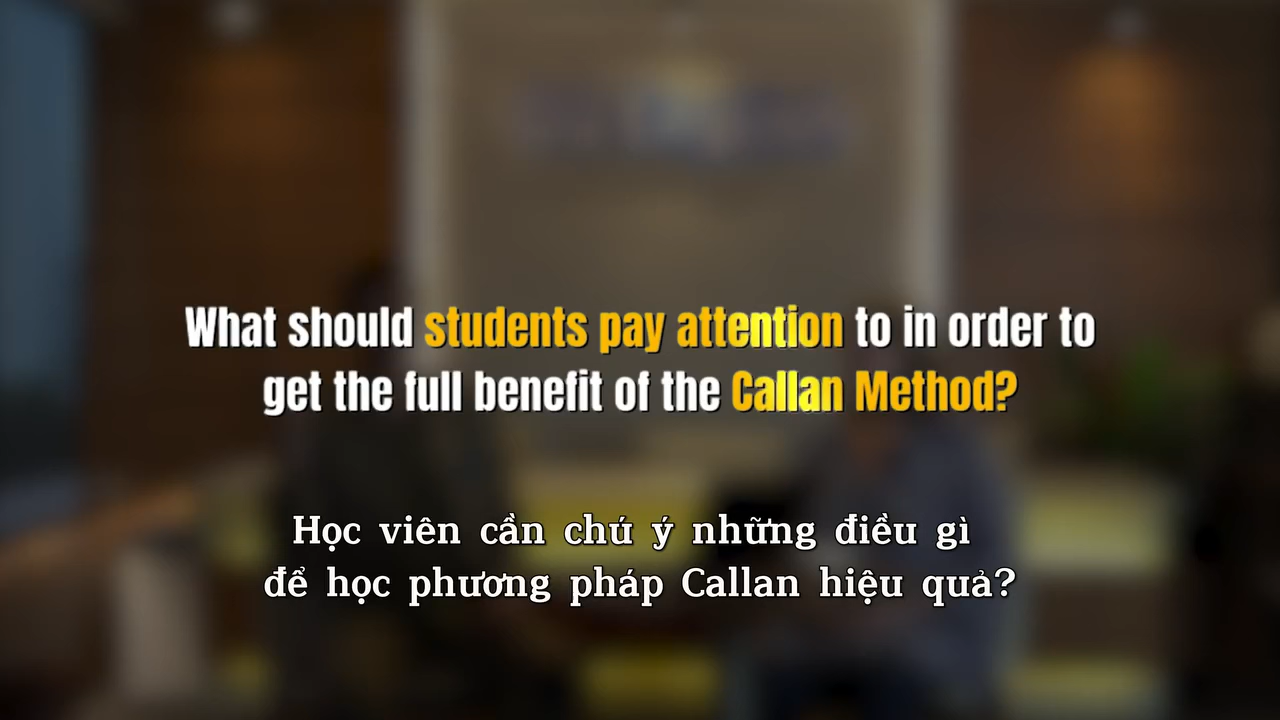 What should students pay attention to in order to
get the full benefit of the Callan Method?
Học viên cần chú ý những điều gì
để học phương pháp Callan hiệu quả?